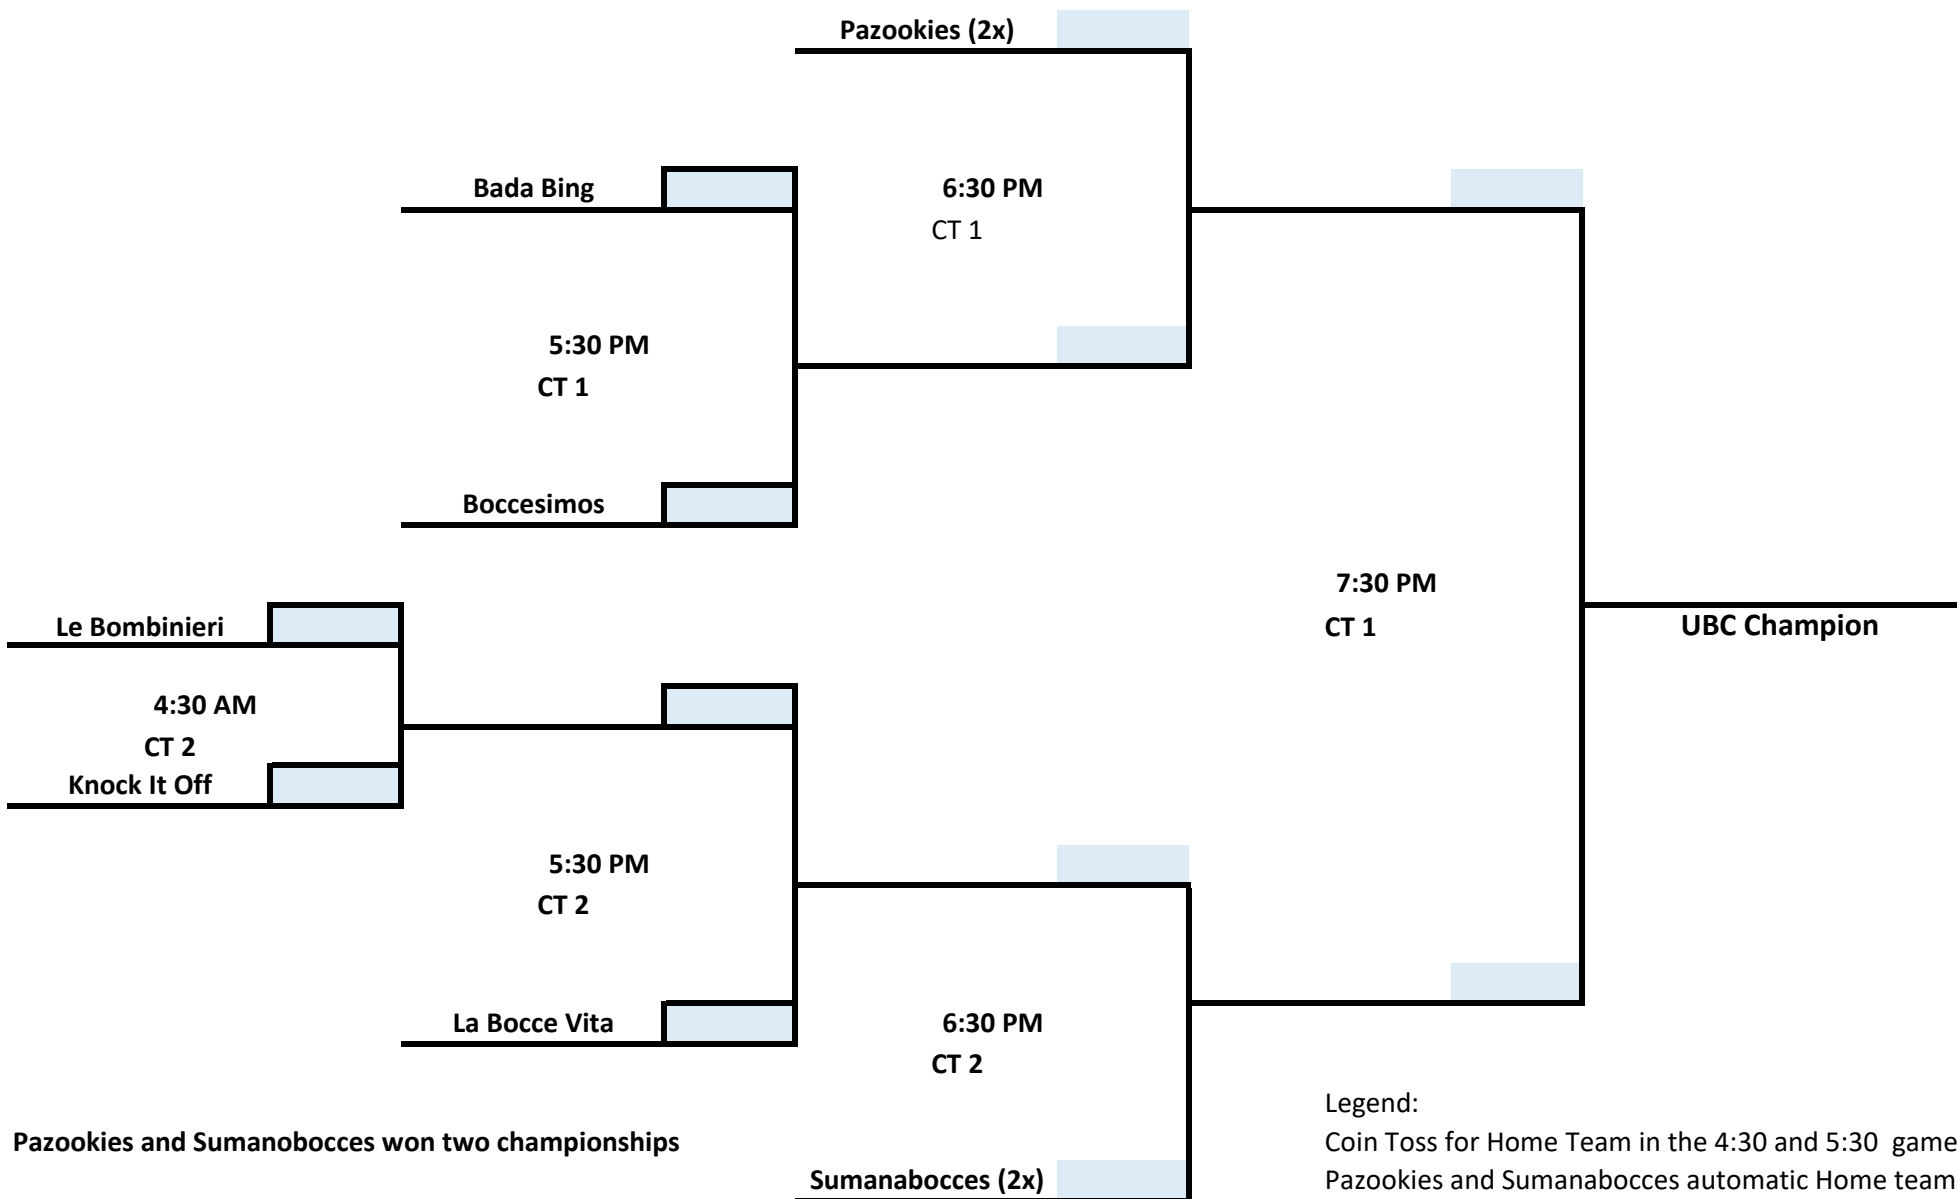 Pazookies (2x)
Bada Bing
6:30 PM
CT 1
5:30 PM
CT 1
Boccesimos
7:30 PM
CT 1
UBC Champion
Le Bombinieri
4:30 AM
CT 2
Knock It Off
5:30 PM
CT 2
La Bocce Vita
6:30 PM
CT 2
Legend:
Pazookies and Sumanobocces won two championships
Coin Toss for Home Team in the 4:30 and 5:30 game
Sumanabocces (2x)
Pazookies and Sumanabocces automatic Home team